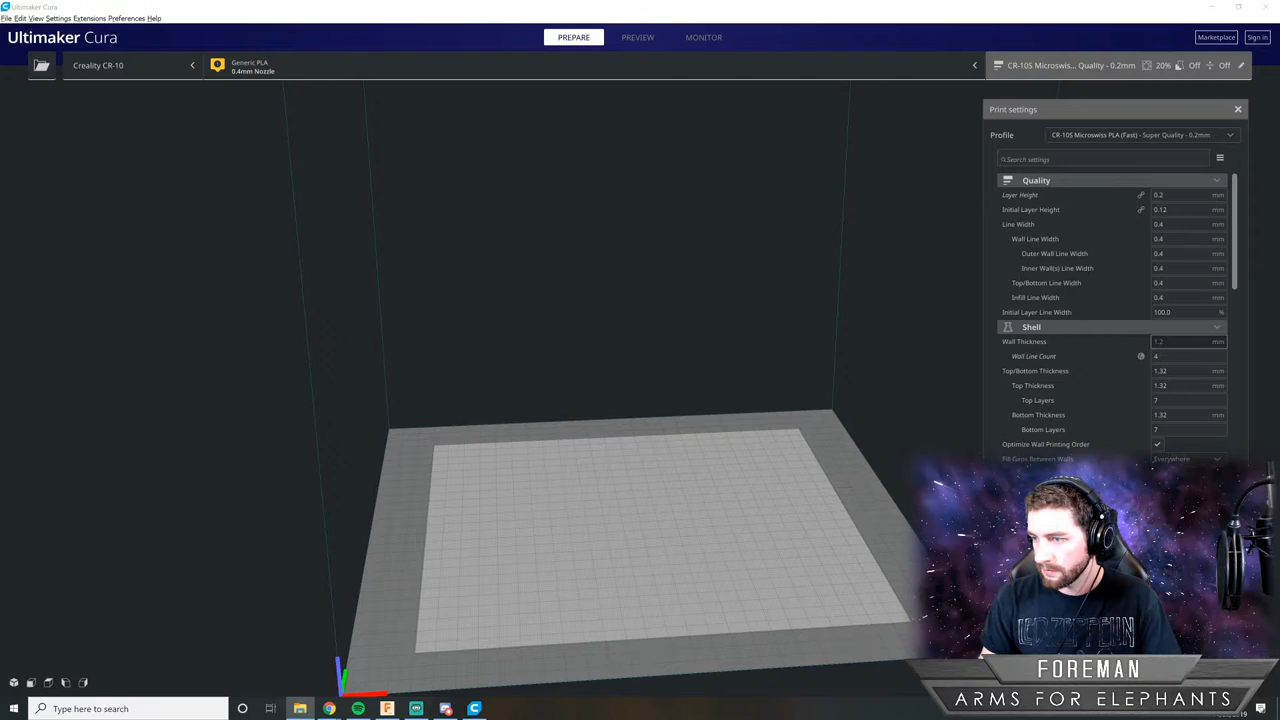 Ultimaker Cura
File Edit View Settings Extensions Preferences Help
Ultimaker Cura
PREPARE
PREVIEW
MONITOR
Marketplace
Sign in
Creality CR-10
Generic PLA
0.4mm Nozzle
CR-10S Microswis... Quality - 0.2mm
20%
Off
Off
Print settings
Profile
CR-10S Microswiss PLA (Fast) - Super Quality - 0.2mm
Search settings
Quality
Layer Height 0.2 mm
Initial Layer Height 0.12 mm
Line Width 0.4 mm
Wall Line Width 0.4 mm
Outer Wall Line Width 0.4 mm
Inner Wall(s) Line Width 0.4 mm
Top/Bottom Line Width 0.4 mm
Infill Line Width 0.4 mm
Initial Layer Line Width 100.0 %
Shell
Wall Thickness 1.2 mm
Wall Line Count 4
Top/Bottom Thickness 1.32 mm
Top Thickness 1.32 mm
Top Layers 7
Bottom Thickness 1.32 mm
Bottom Layers 7
Optimize Wall Printing Order
Fill Gaps Between Walls Everywhere
LED ZEPPELIN
FOREMAN
ARMS FOR ELEPHANTS
Type here to search